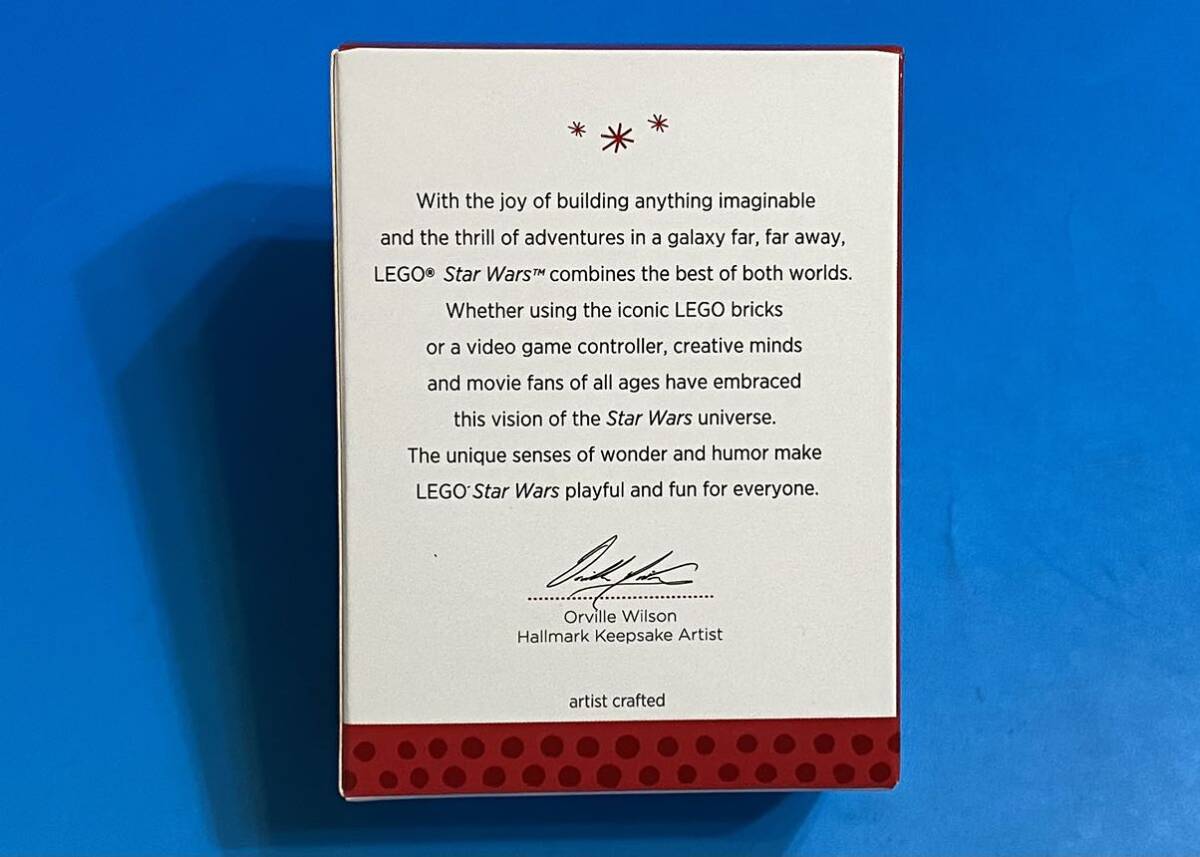 With the joy of building anything imaginable
and the thrill of adventures in a galaxy far, far away,
LEGO® Star Wars™ combines the best of both worlds.
Whether using the iconic LEGO bricks
or a video game controller, creative minds
and movie fans of all ages have embraced
this vision of the Star Wars universe.
The unique senses of wonder and humor make
LEGO® Star Wars playful and fun for everyone.
Orville Wilson
Orville Wilson
Hallmark Keepsake Artist
artist crafted